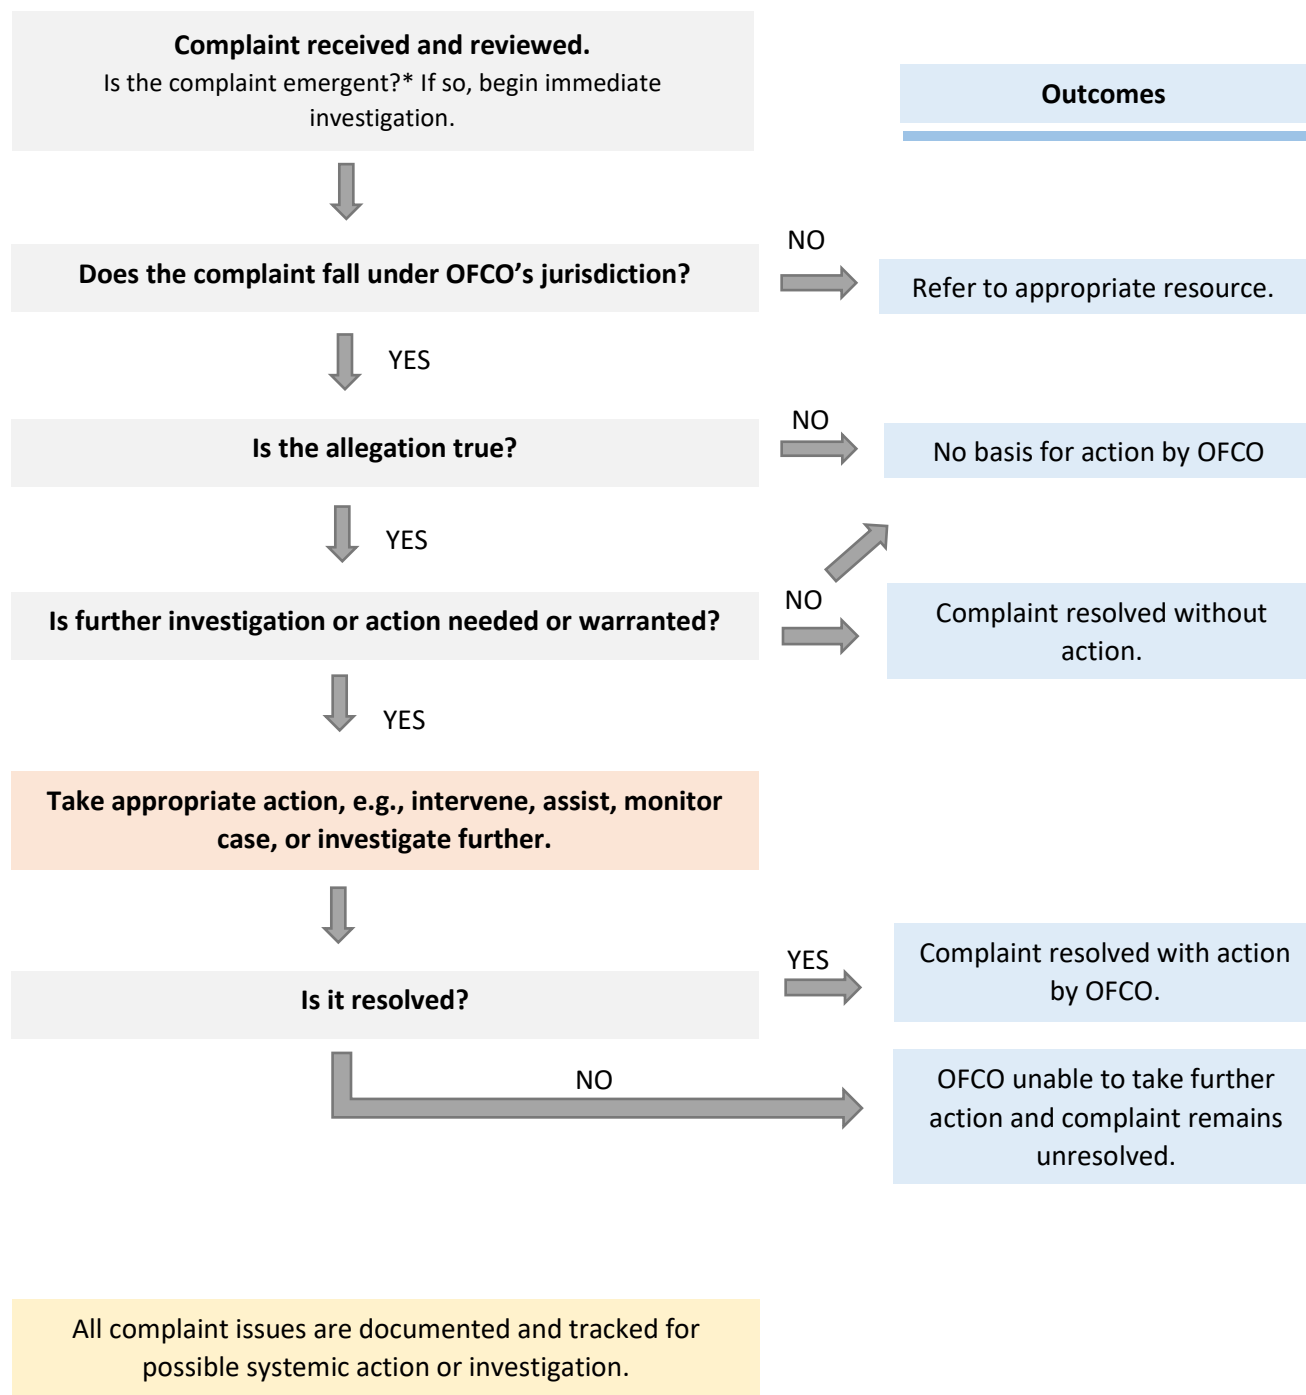 Complaint received and reviewed.
Is the complaint emergent?* If so, begin immediate
investigation.
Outcomes
Does the complaint fall under OFCO’s jurisdiction?
NO
Refer to appropriate resource.
YES
Is the allegation true?
NO
No basis for action by OFCO
YES
Is further investigation or action needed or warranted?
NO
Complaint resolved without
action.
YES
Take appropriate action, e.g., intervene, assist, monitor
case, or investigate further.
Is it resolved?
YES
Complaint resolved with action
by OFCO.
NO
OFCO unable to take further
action and complaint remains
unresolved.
All complaint issues are documented and tracked for
possible systemic action or investigation.